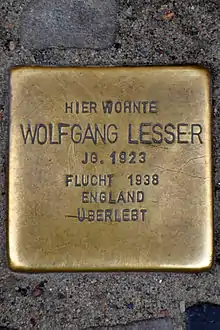 HIER WOHNTE
WOLFGANG LESSER
JG. 1923
FLUCHT 1938
ENGLAND
ÜBERLEBT